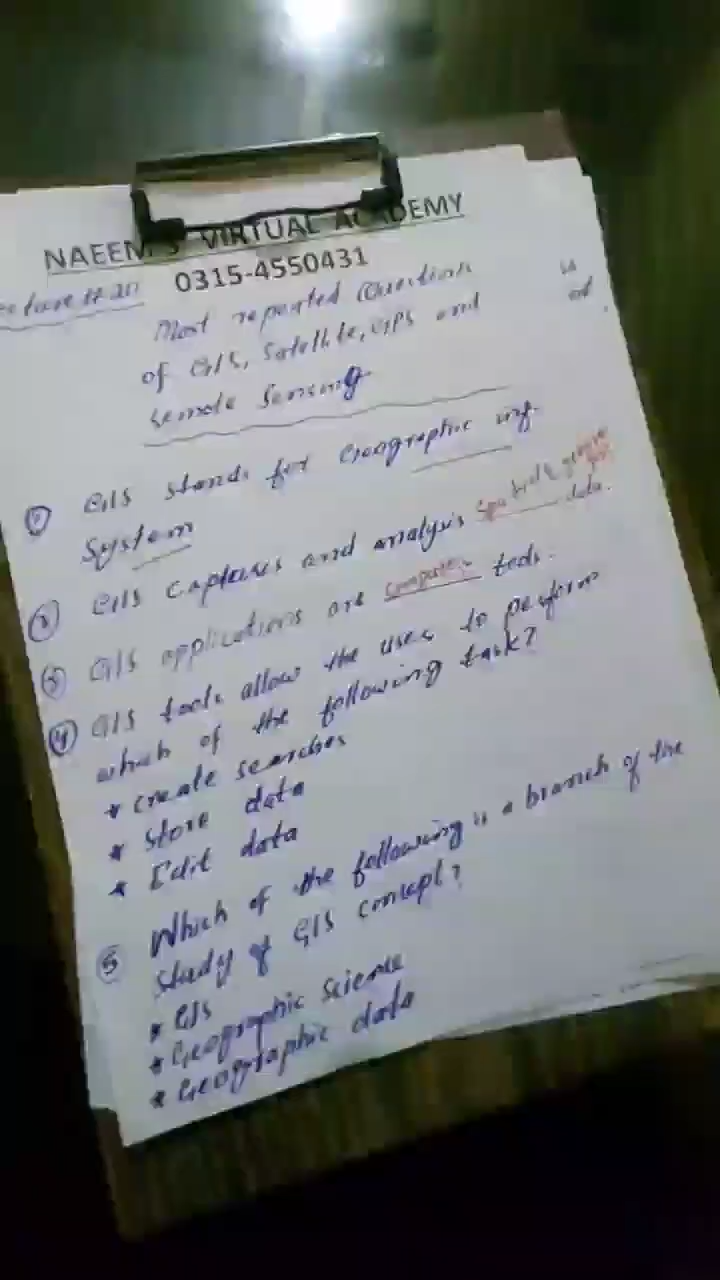 NAEEM'S VIRTUAL ACADEMY
0315-4550431
Most repeated Questions
of GIS, Satellite, GPS and
remote Sensing
① GIS stands for Geographic inf.
System
② GIS captures and analysis Spatial & geographic data.
③ GIS applications are computer tools.
④ GIS tools allow the user to perform
which of the following task?
* create searches
* Store data
* Edit data
⑤ Which of the following is a branch of the
study of GIS concept?
* GIS
* Geographic Science
* Geographic data